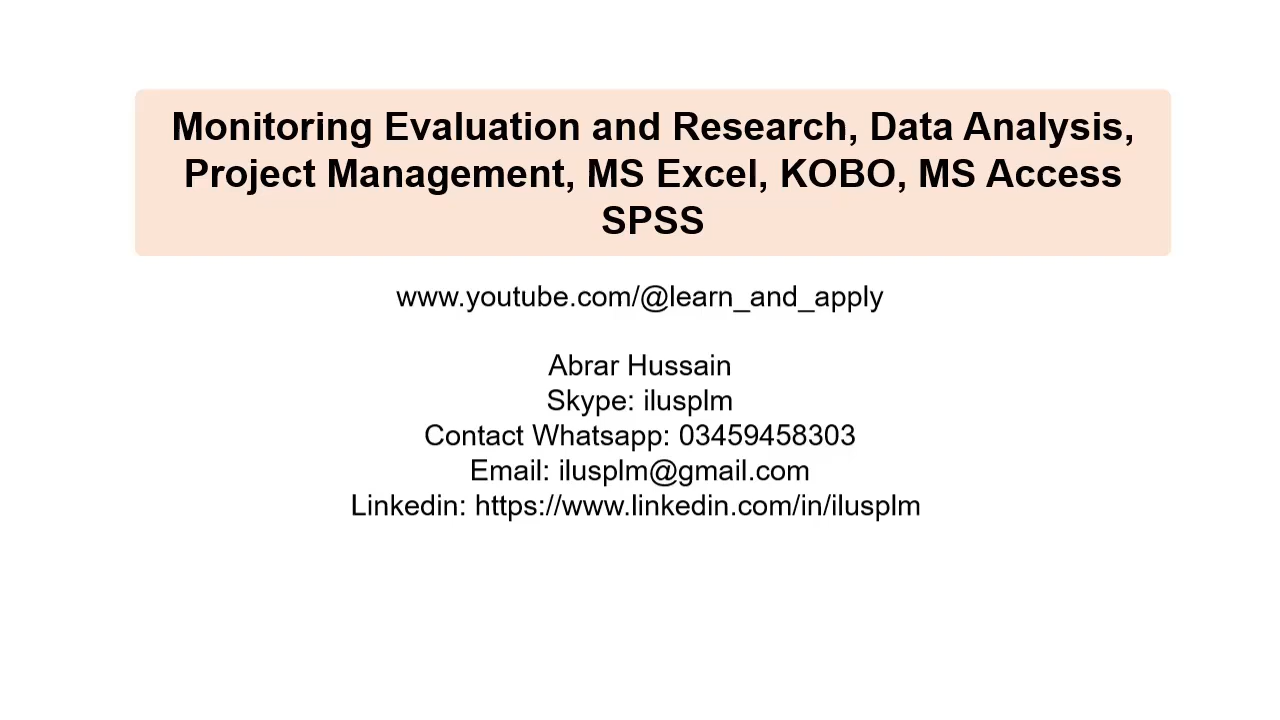 Monitoring Evaluation and Research, Data Analysis,
Project Management, MS Excel, KOBO, MS Access
SPSS
www.youtube.com/@learn_and_apply
Abrar Hussain
Skype: ilusplm
Contact Whatsapp: 03459458303
Email: ilusplm@gmail.com
Linkedin: https://www.linkedin.com/in/ilusplm